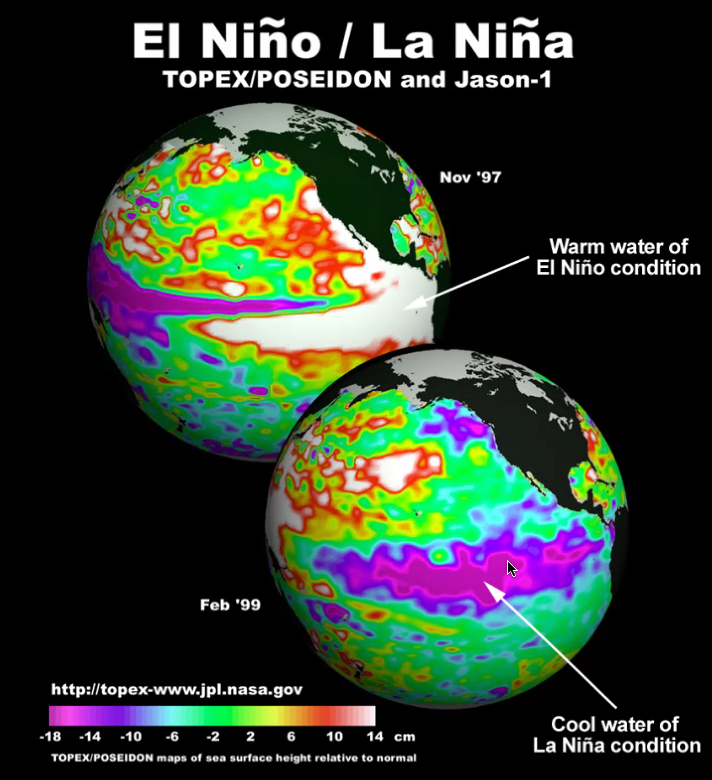 El Niño / La Niña
TOPEX/POSEIDON and Jason-1
Nov '97
Warm water of
El Niño condition
Feb '99
http://topex-www.jpl.nasa.gov
-18 -14 -10 -6 -2 2 6 10 14 cm
TOPEX/POSEIDON maps of sea surface height relative to normal
Cool water of
La Niña condition